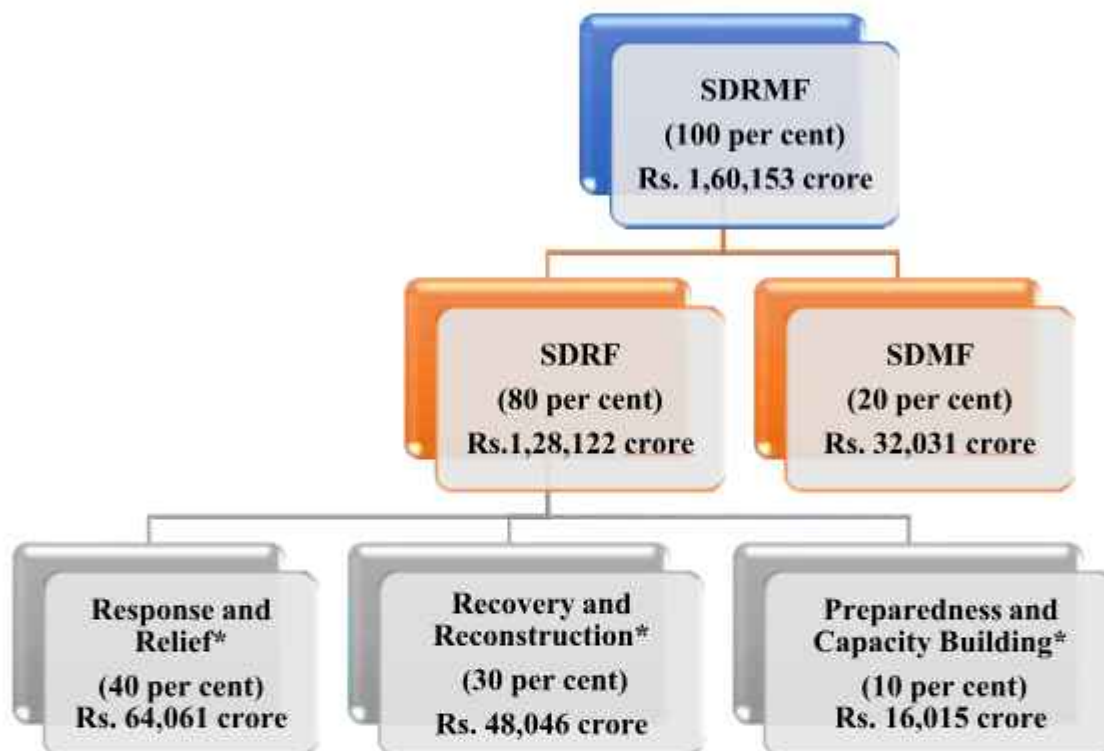 SDRMF
(100 per cent)
Rs. 1,60,153 crore
SDRF
(80 per cent)
Rs.1,28,122 crore
SDMF
(20 per cent)
Rs. 32,031 crore
Response and
Relief*
(40 per cent)
Rs. 64,061 crore
Recovery and
Reconstruction*
(30 per cent)
Rs. 48,046 crore
Preparedness and
Capacity Building*
(10 per cent)
Rs. 16,015 crore